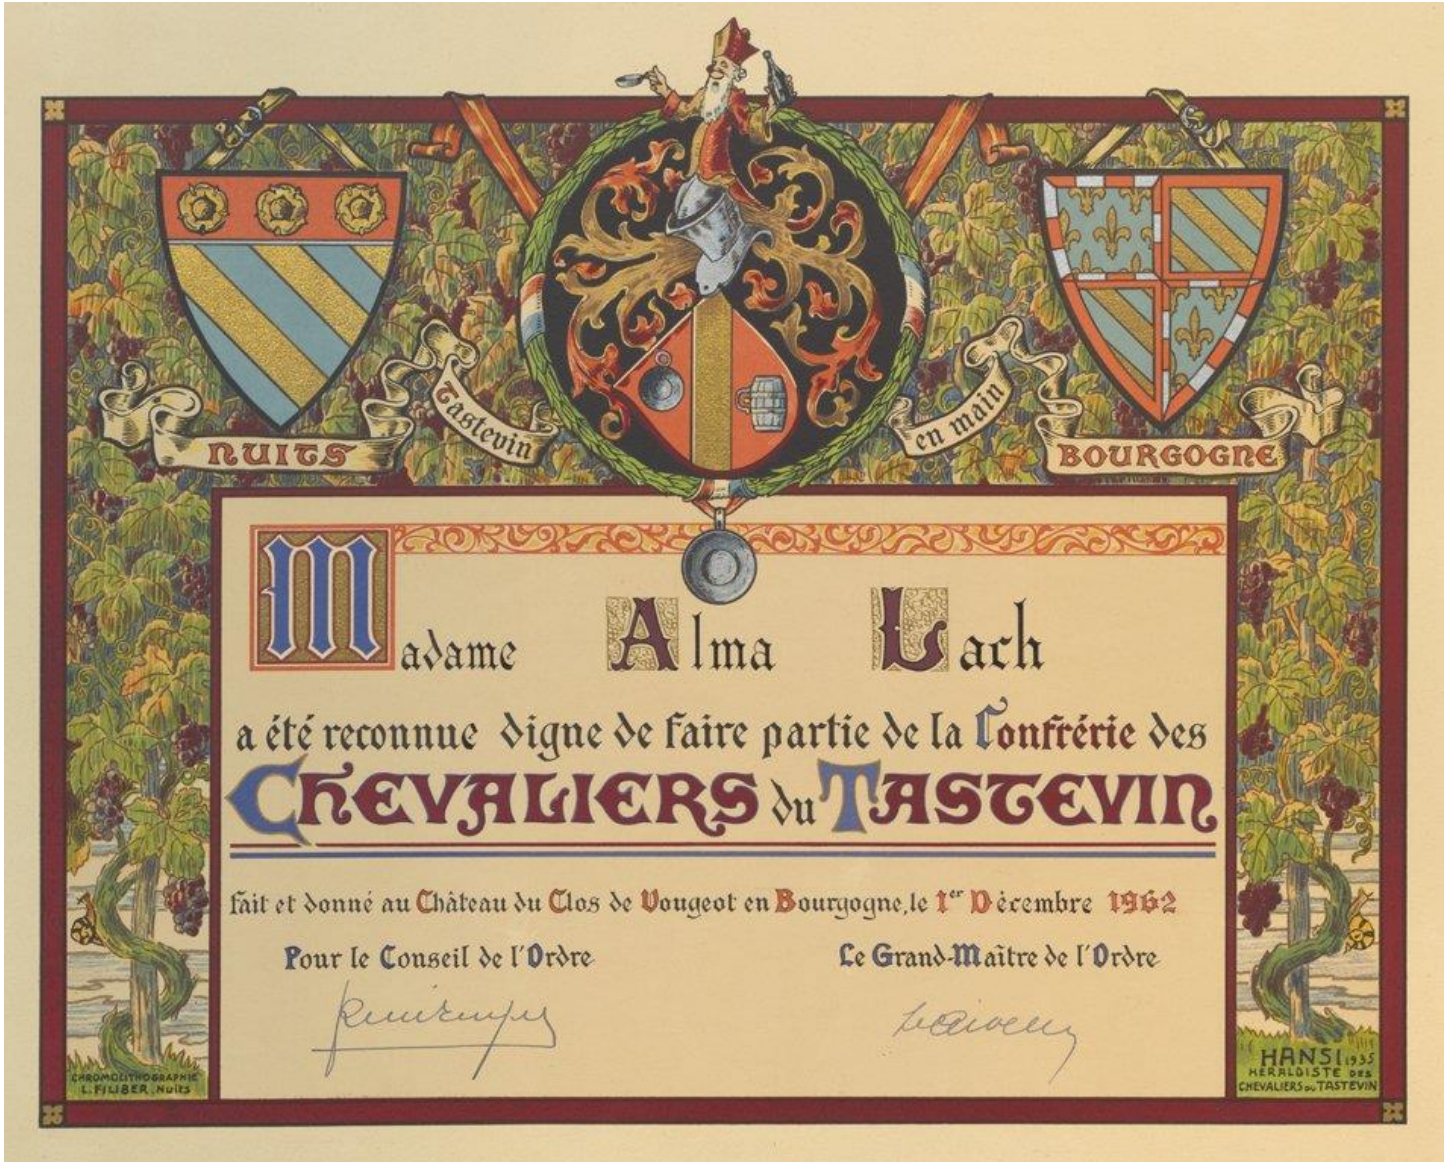 NUITS
Tastevin
en main
BOURGOGNE
Madame Alma Lach
a été reconnue digne de faire partie de la Confrérie des
CHEVALIERS du TASTEVIN
fait et donné au Château du Clos de Vougeot en Bourgogne, le 1er Décembre 1962
Pour le Conseil de l'Ordre
Le Grand-Maître de l'Ordre
CHROMOLITHOGRAPHIE
L. FILIBER. NUITS
HANSI 1935
HÉRALDISTE DES
CHEVALIERS DU TASTEVIN